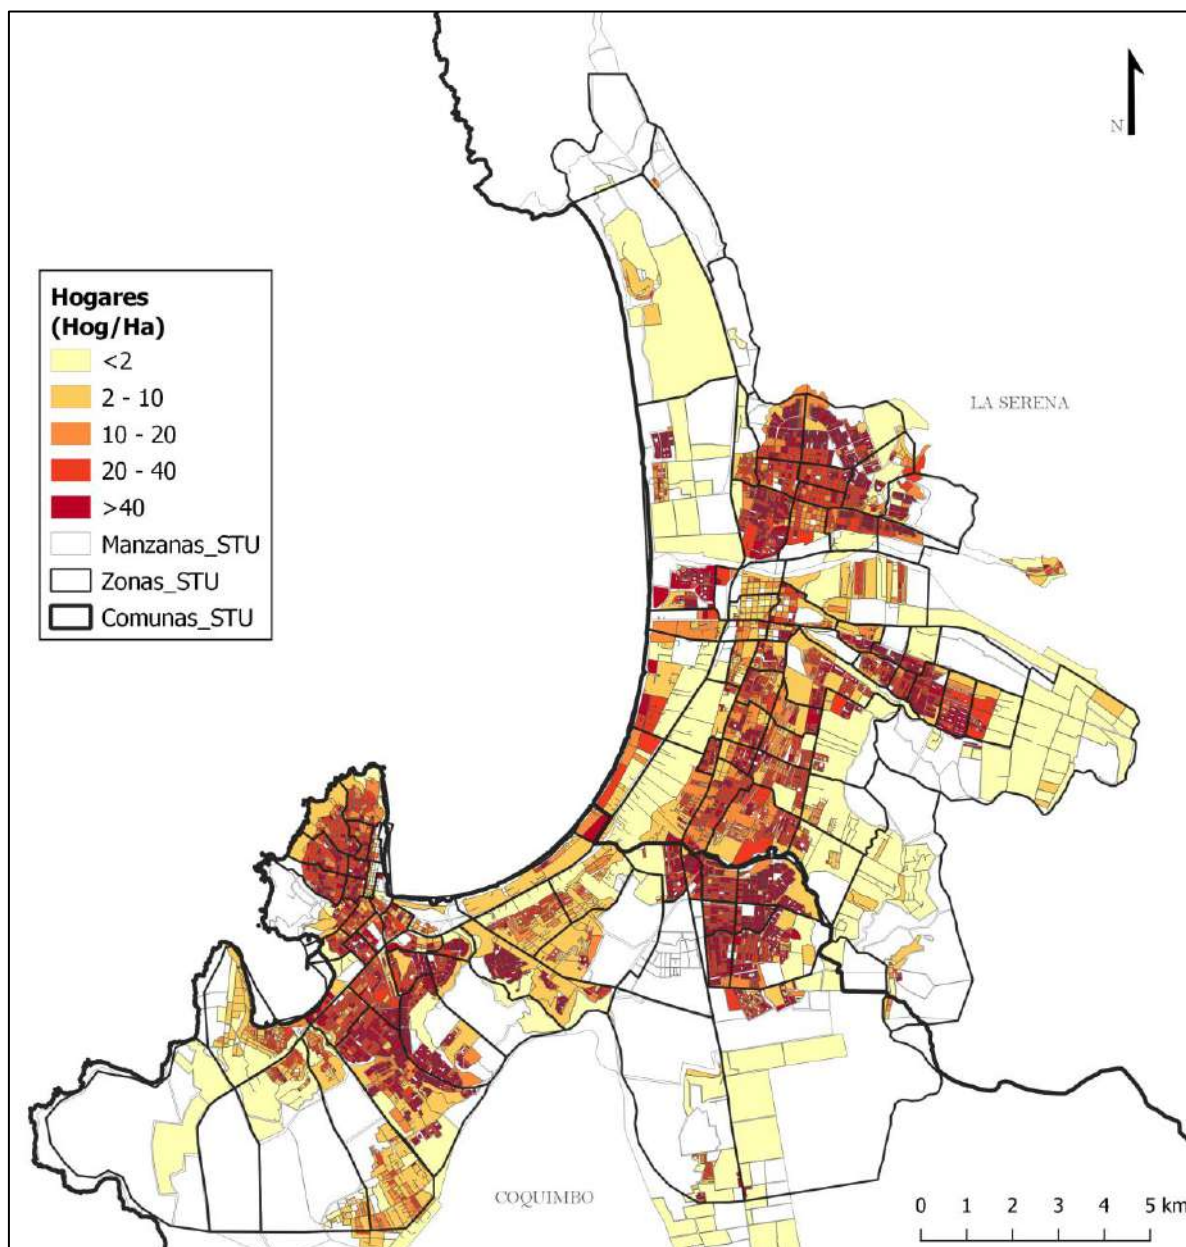 N
Hogares
(Hog/Ha)
<2
2 - 10
10 - 20
20 - 40
>40
Manzanas_STU
Zonas_STU
Comunas_STU
LA SERENA
COQUIMBO
0 1 2 3 4 5 km